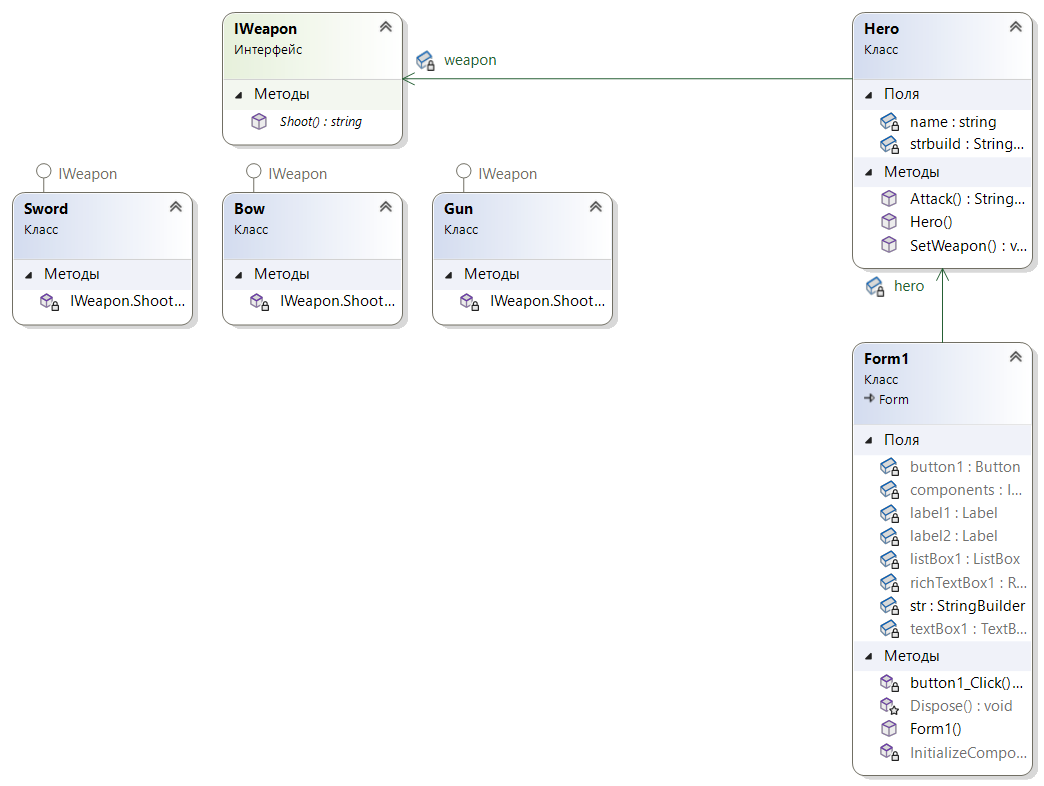 IWeapon
Интерфейс
Методы
Shoot() : string
weapon
Hero
Класс
Поля
name : string
strbuild : String...
Методы
Attack() : String...
Hero()
SetWeapon() : v...
IWeapon
Sword
Класс
Методы
IWeapon.Shoot...
IWeapon
Bow
Класс
Методы
IWeapon.Shoot...
IWeapon
Gun
Класс
Методы
IWeapon.Shoot...
hero
Form1
Класс
Form
Поля
button1 : Button
components : I...
label1 : Label
label2 : Label
listBox1 : ListBox
richTextBox1 : R...
str : StringBuilder
textBox1 : TextB...
Методы
button1_Click()...
Dispose() : void
Form1()
InitializeCompo...